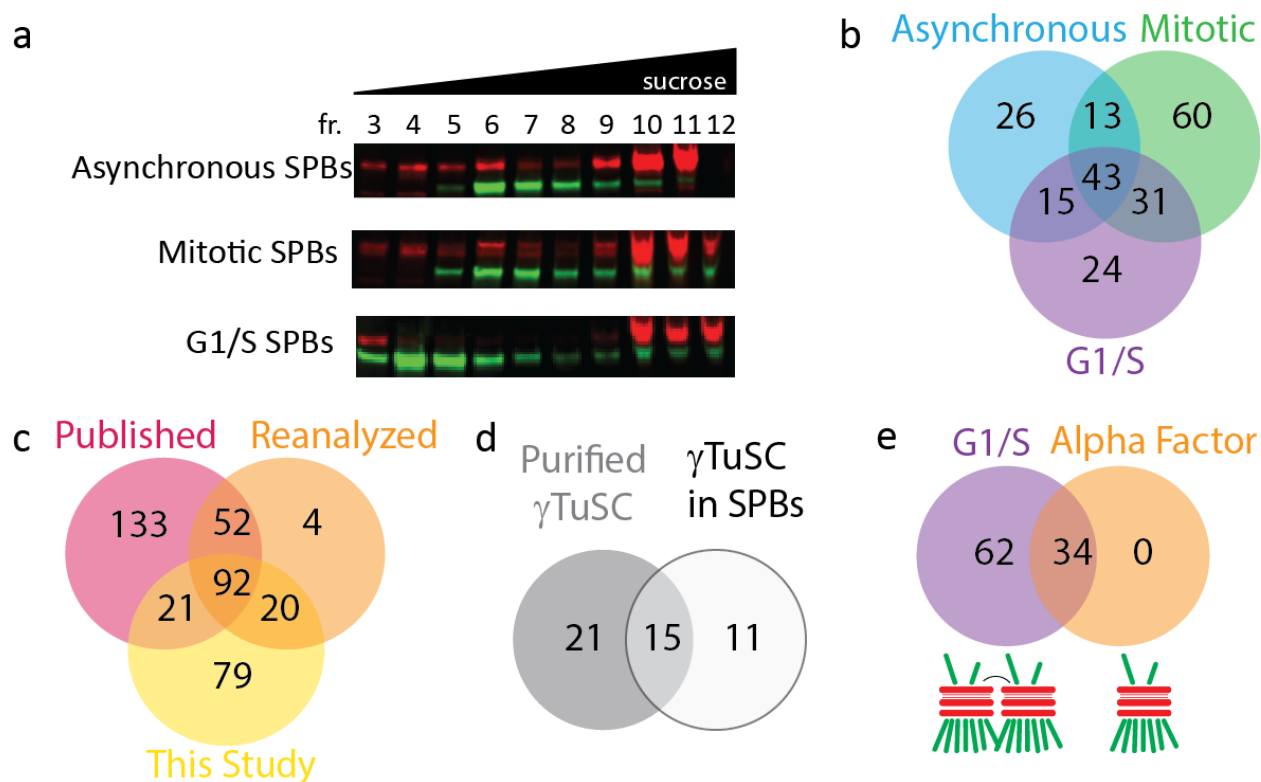 a
sucrose
fr. 3 4 5 6 7 8 9 10 11 12
Asynchronous SPBs
Mitotic SPBs
G1/S SPBs
b
Asynchronous Mitotic
26 13 60
43
15 31
24
G1/S
c
Published Reanalyzed
133 52 4
92
21 20
79
This Study
d
Purified
γTuSC
γTuSC
in SPBs
21 15 11
e
G1/S Alpha Factor
62 34 0